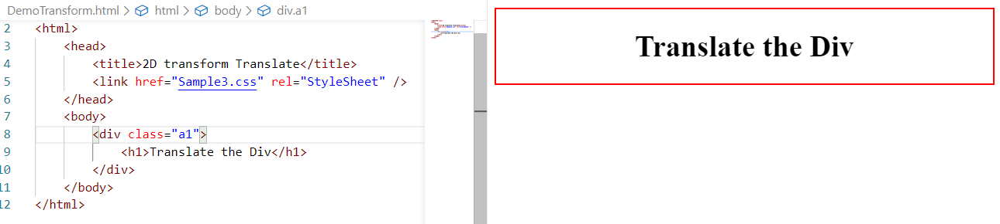 DemoTransform.html > html > body > div.a1
2 <html>
3 <head>
4 <title>2D transform Translate</title>
5 <link href="Sample3.css" rel="StyleSheet" />
6 </head>
7 <body>
8 <div class="a1">
9 <h1>Translate the Div</h1>
10 </div>
11 </body>
12 </html>
Translate the Div